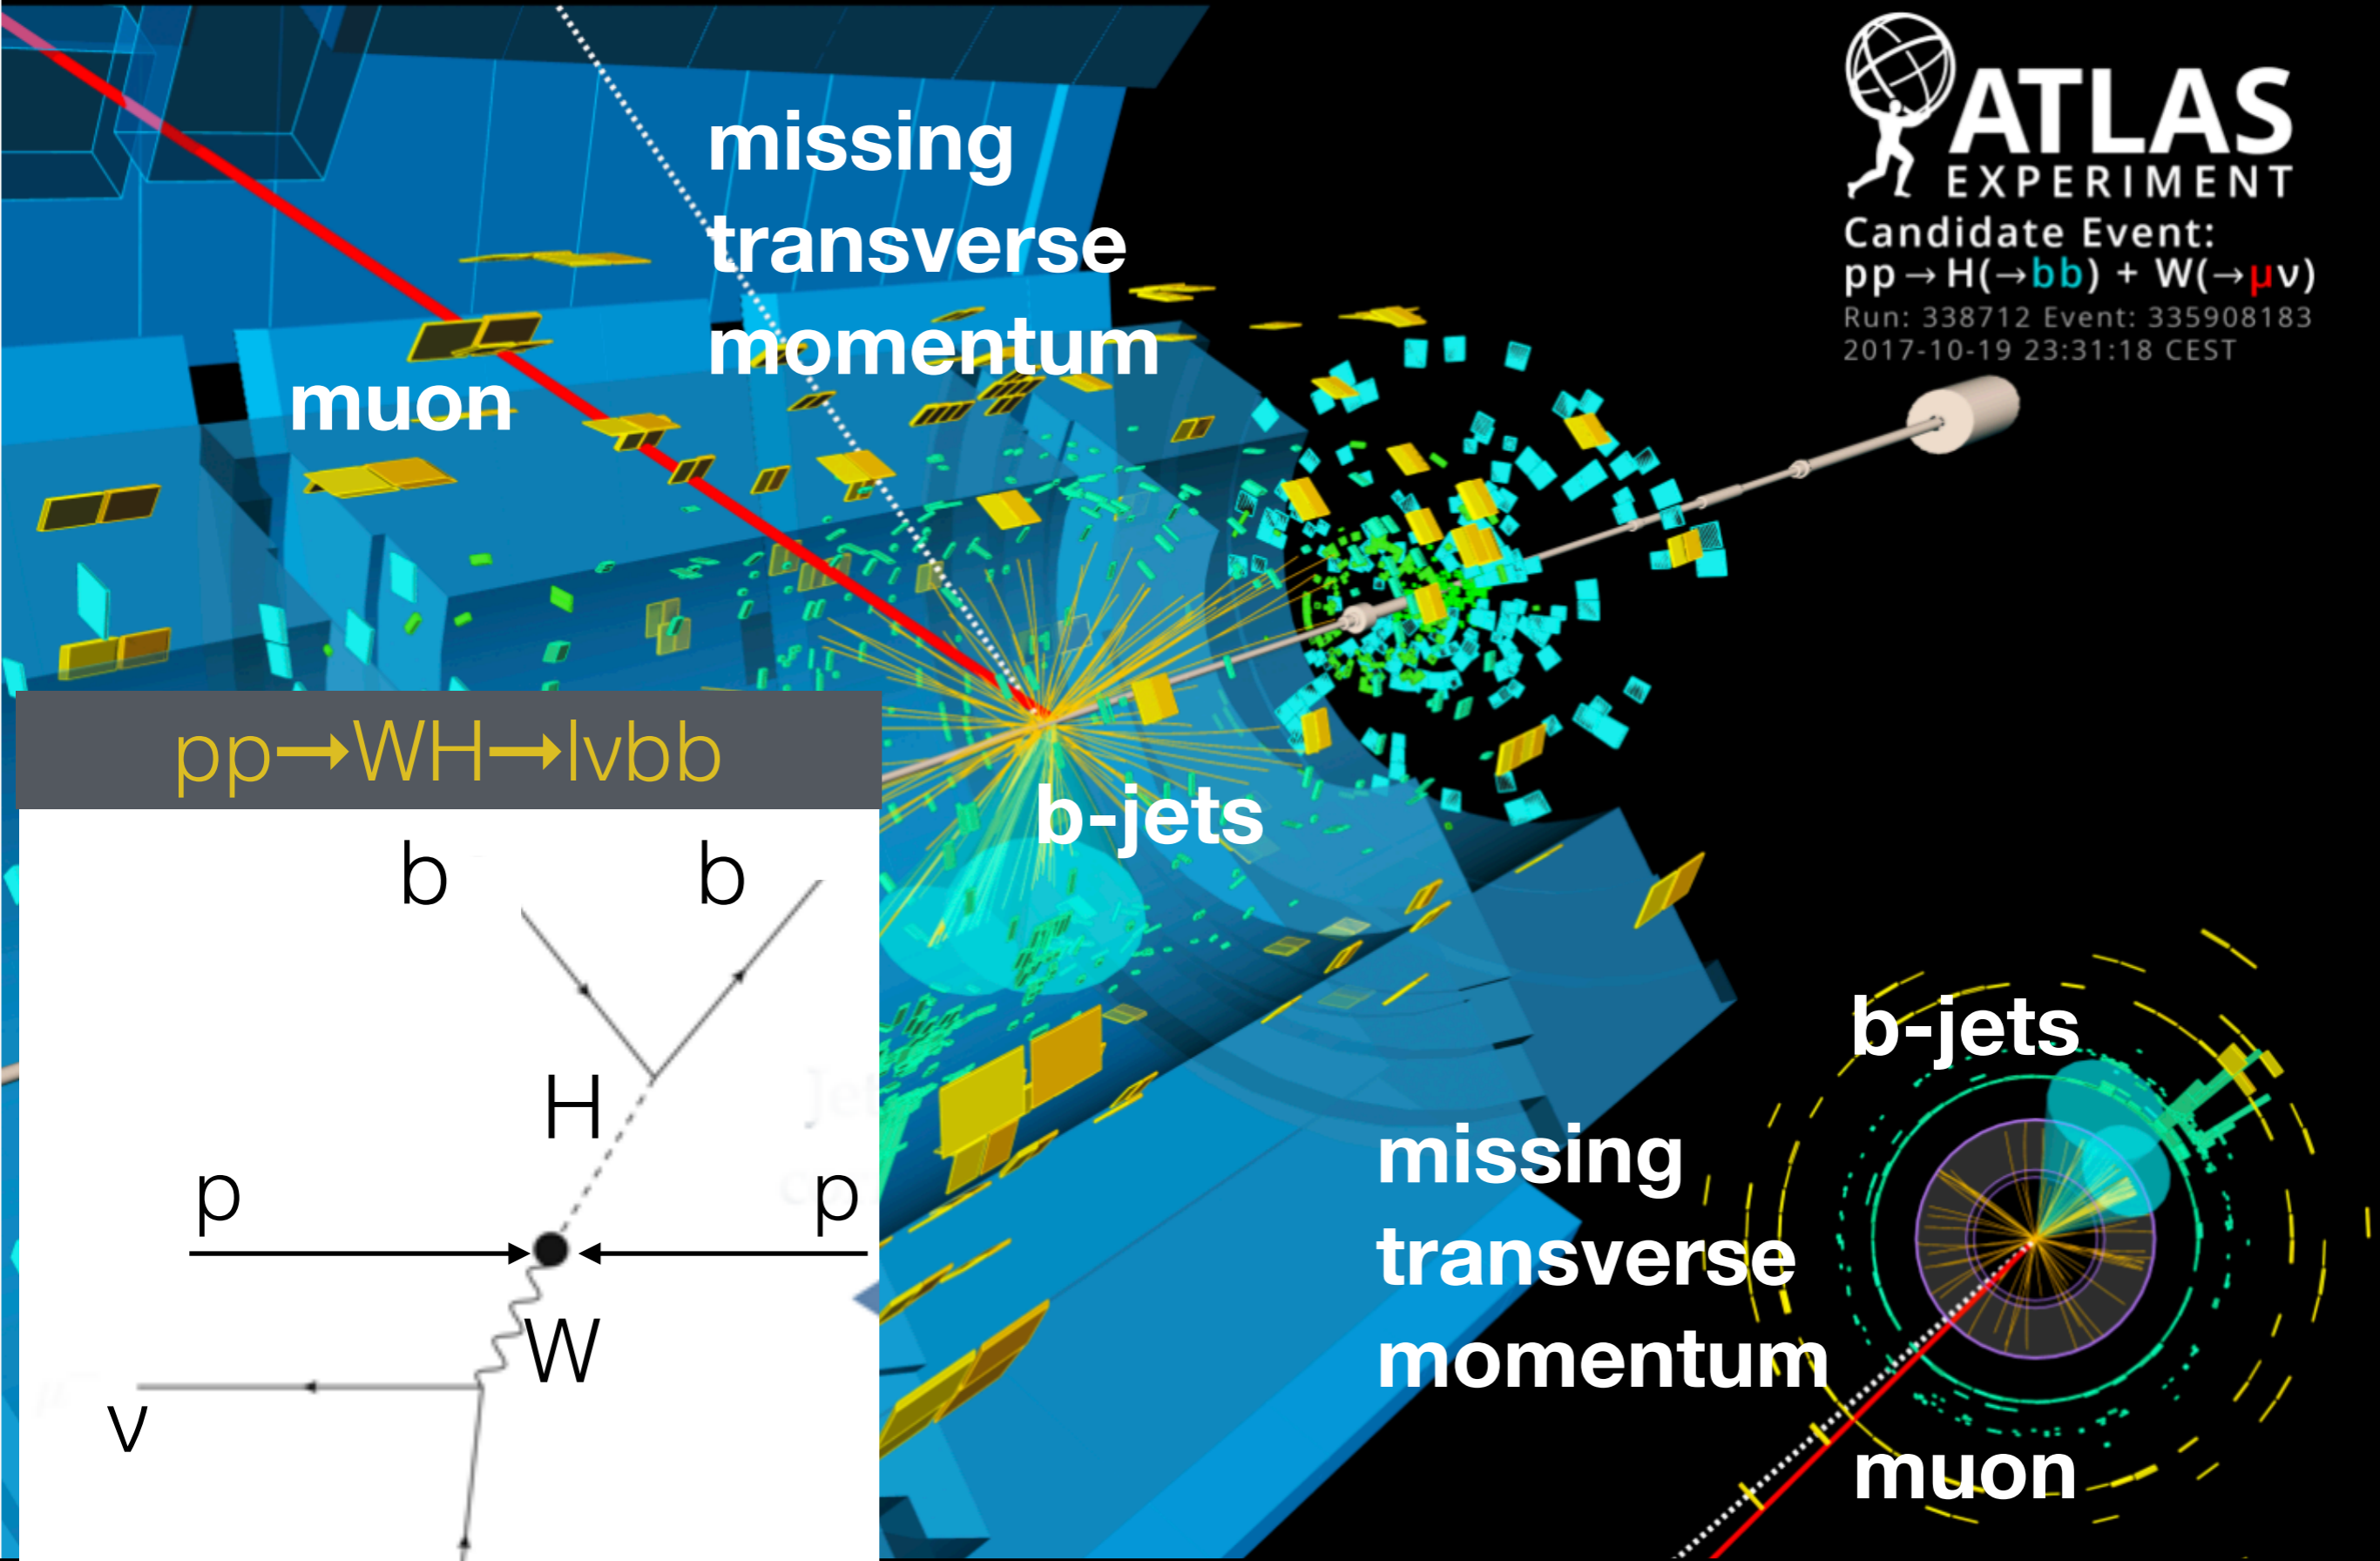 ATLAS
EXPERIMENT
Candidate Event:
pp→H(→bb) + W(→μν)
Run: 338712 Event: 335908183
2017-10-19 23:31:18 CEST
missing
transverse
momentum
muon
b-jets
pp→WH→lνbb
b b
H
p p
W
ν
b-jets
missing
transverse
momentum
muon